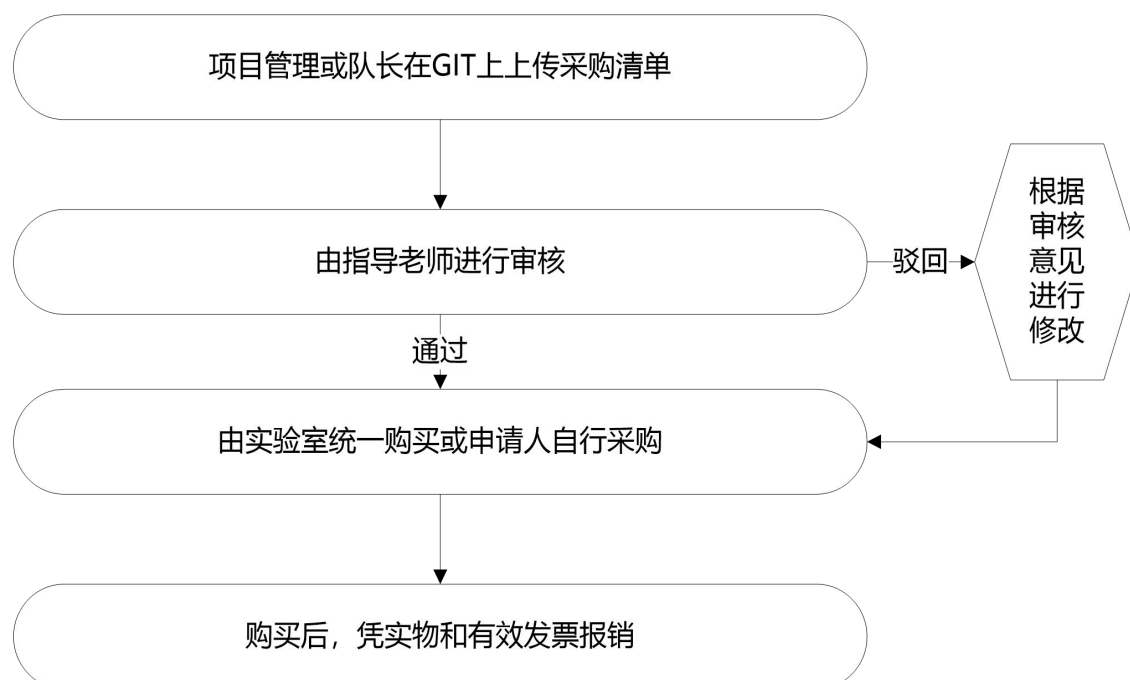 项目管理或队长在GIT上上传采购清单
由指导老师进行审核
驳回
根据
审核
意见
进行
修改
通过
由实验室统一购买或申请人自行采购
购买后，凭实物和有效发票报销